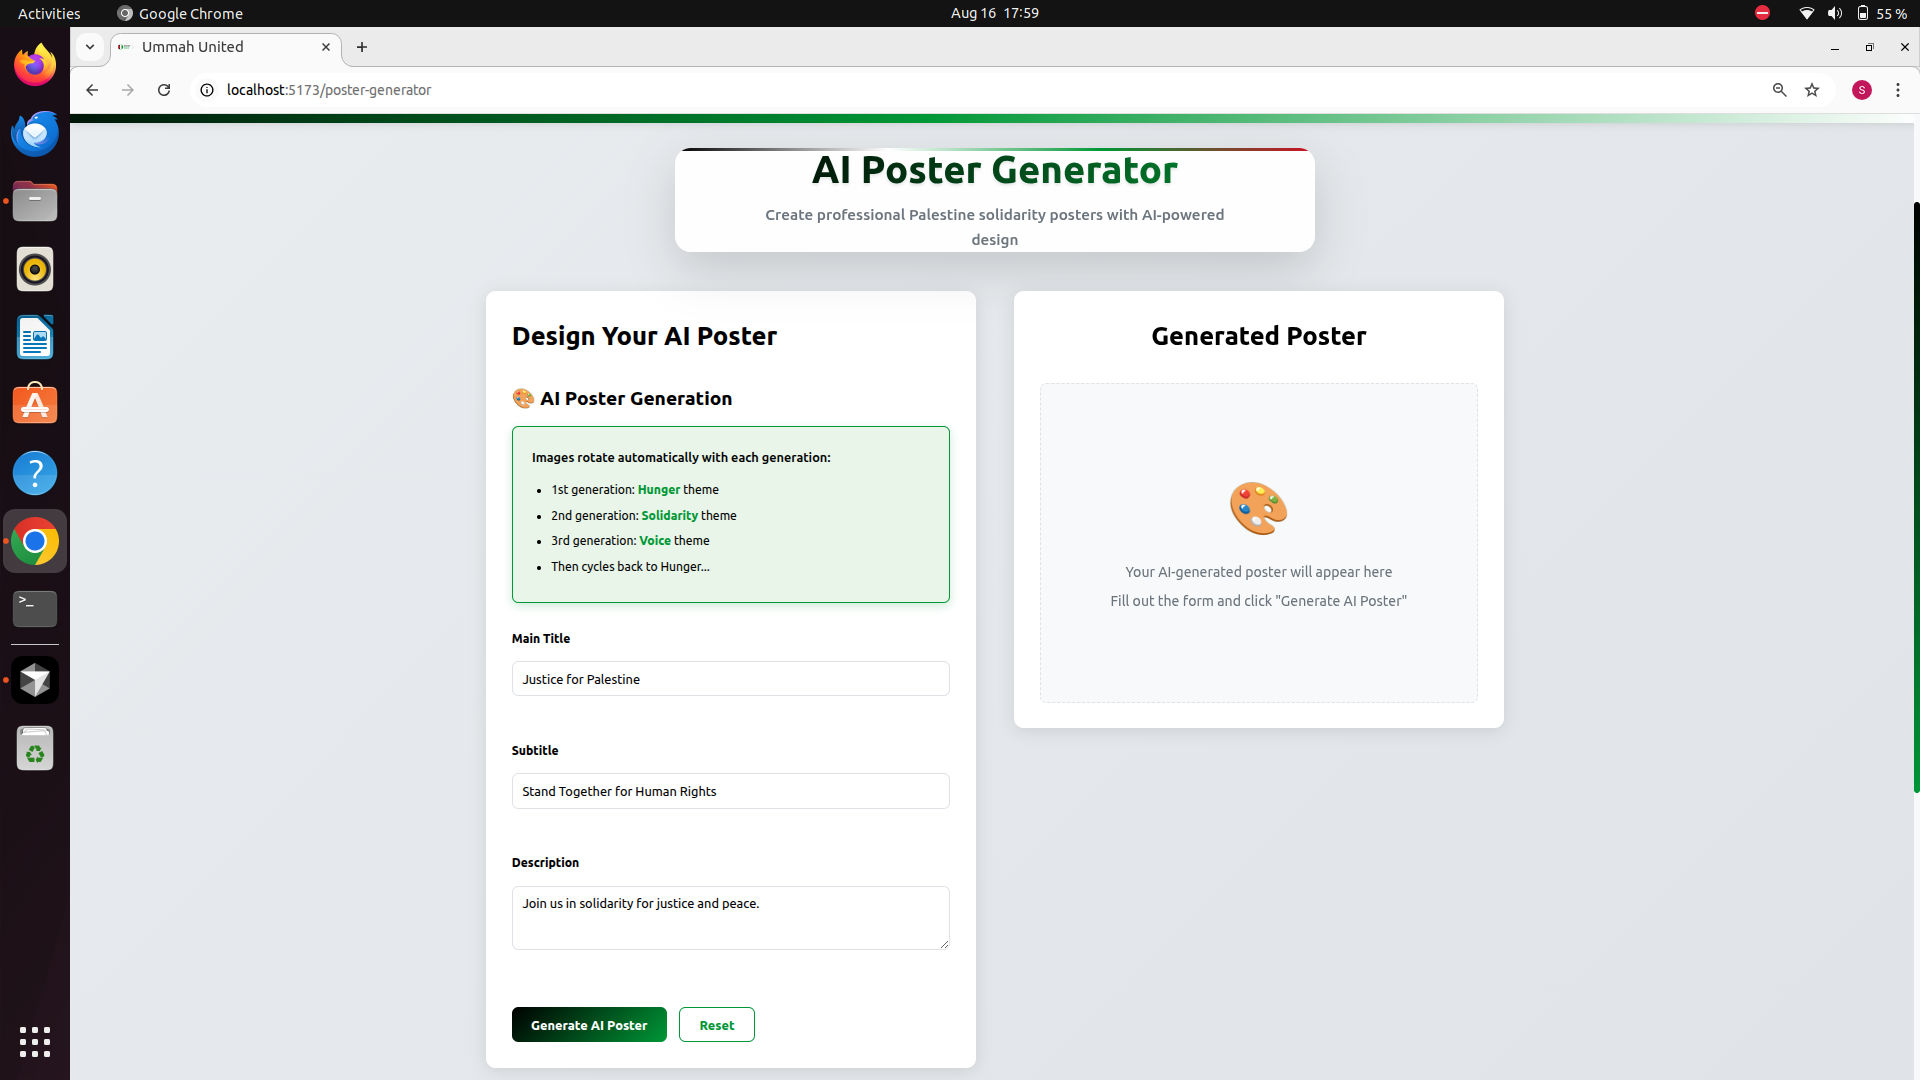 Activities
Google Chrome
Aug 16 17:59
55 %
Ummah United
localhost:5173/poster-generator
S
AI Poster Generator
Create professional Palestine solidarity posters with AI-powered
design
Design Your AI Poster
AI Poster Generation
Images rotate automatically with each generation:
1st generation: Hunger theme
2nd generation: Solidarity theme
3rd generation: Voice theme
Then cycles back to Hunger...
Main Title
Justice for Palestine
Subtitle
Stand Together for Human Rights
Description
Join us in solidarity for justice and peace.
Generate AI Poster
Reset
Generated Poster
Your AI-generated poster will appear here
Fill out the form and click "Generate AI Poster"